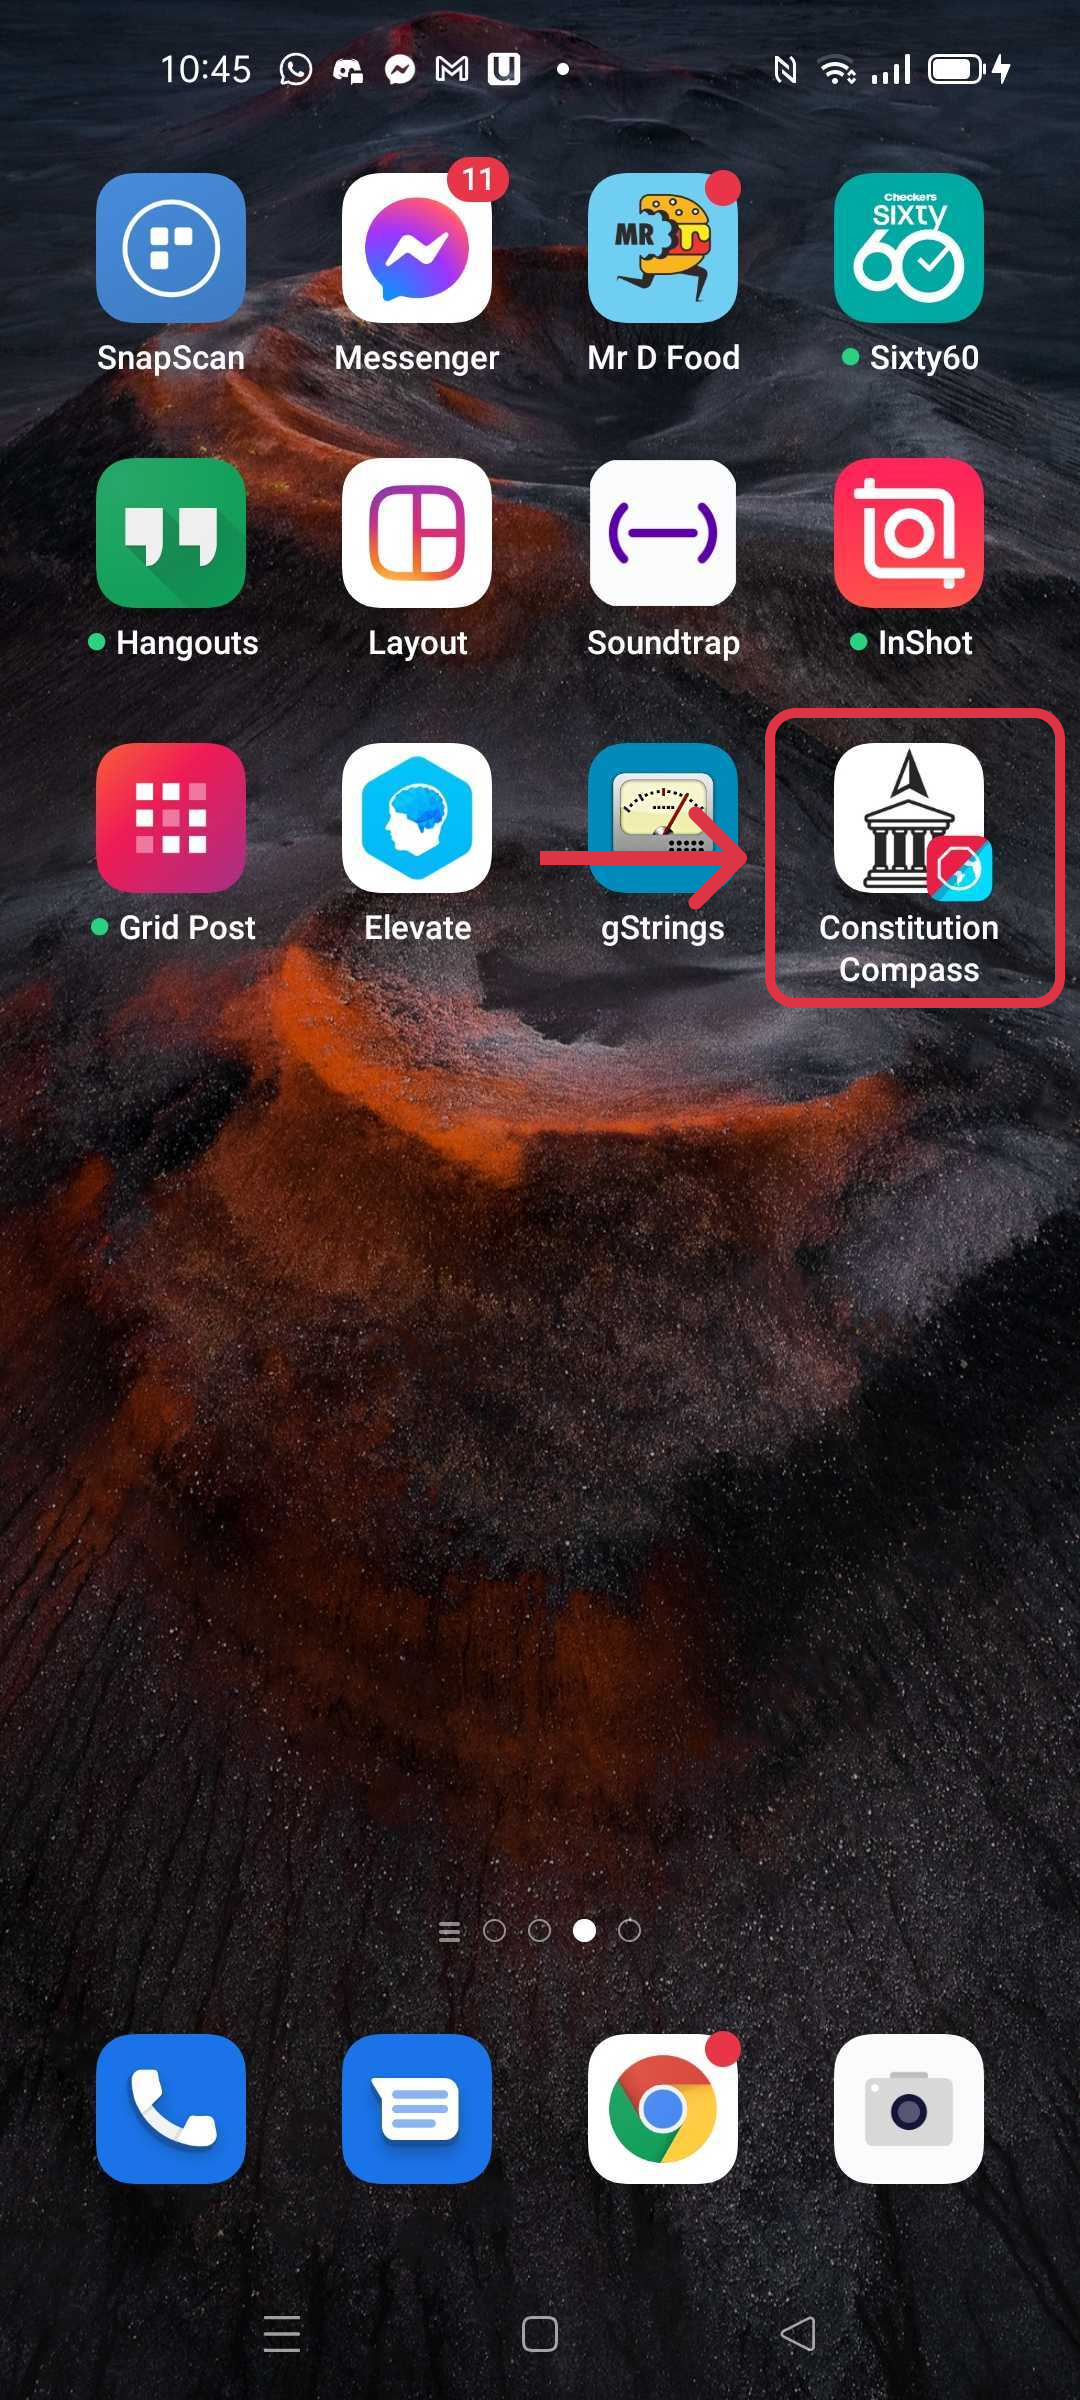 10:45
11
MR
Checkers
SIXTY
60
SnapScan
Messenger
Mr D Food
Sixty60
Hangouts
Layout
Soundtrap
InShot
Grid Post
Elevate
gStrings
Constitution
Compass